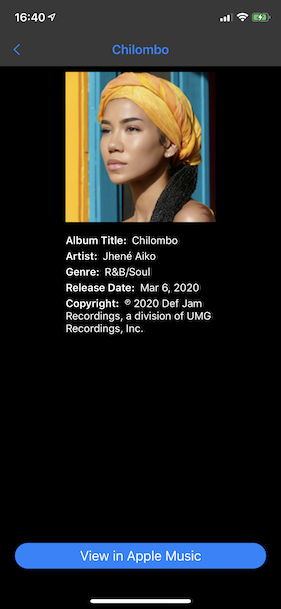 16:40
Chilombo
Album Title: Chilombo
Artist: Jhené Aiko
Genre: R&B/Soul
Release Date: Mar 6, 2020
Copyright: ℗ 2020 Def Jam
Recordings, a division of UMG
Recordings, Inc.
View in Apple Music